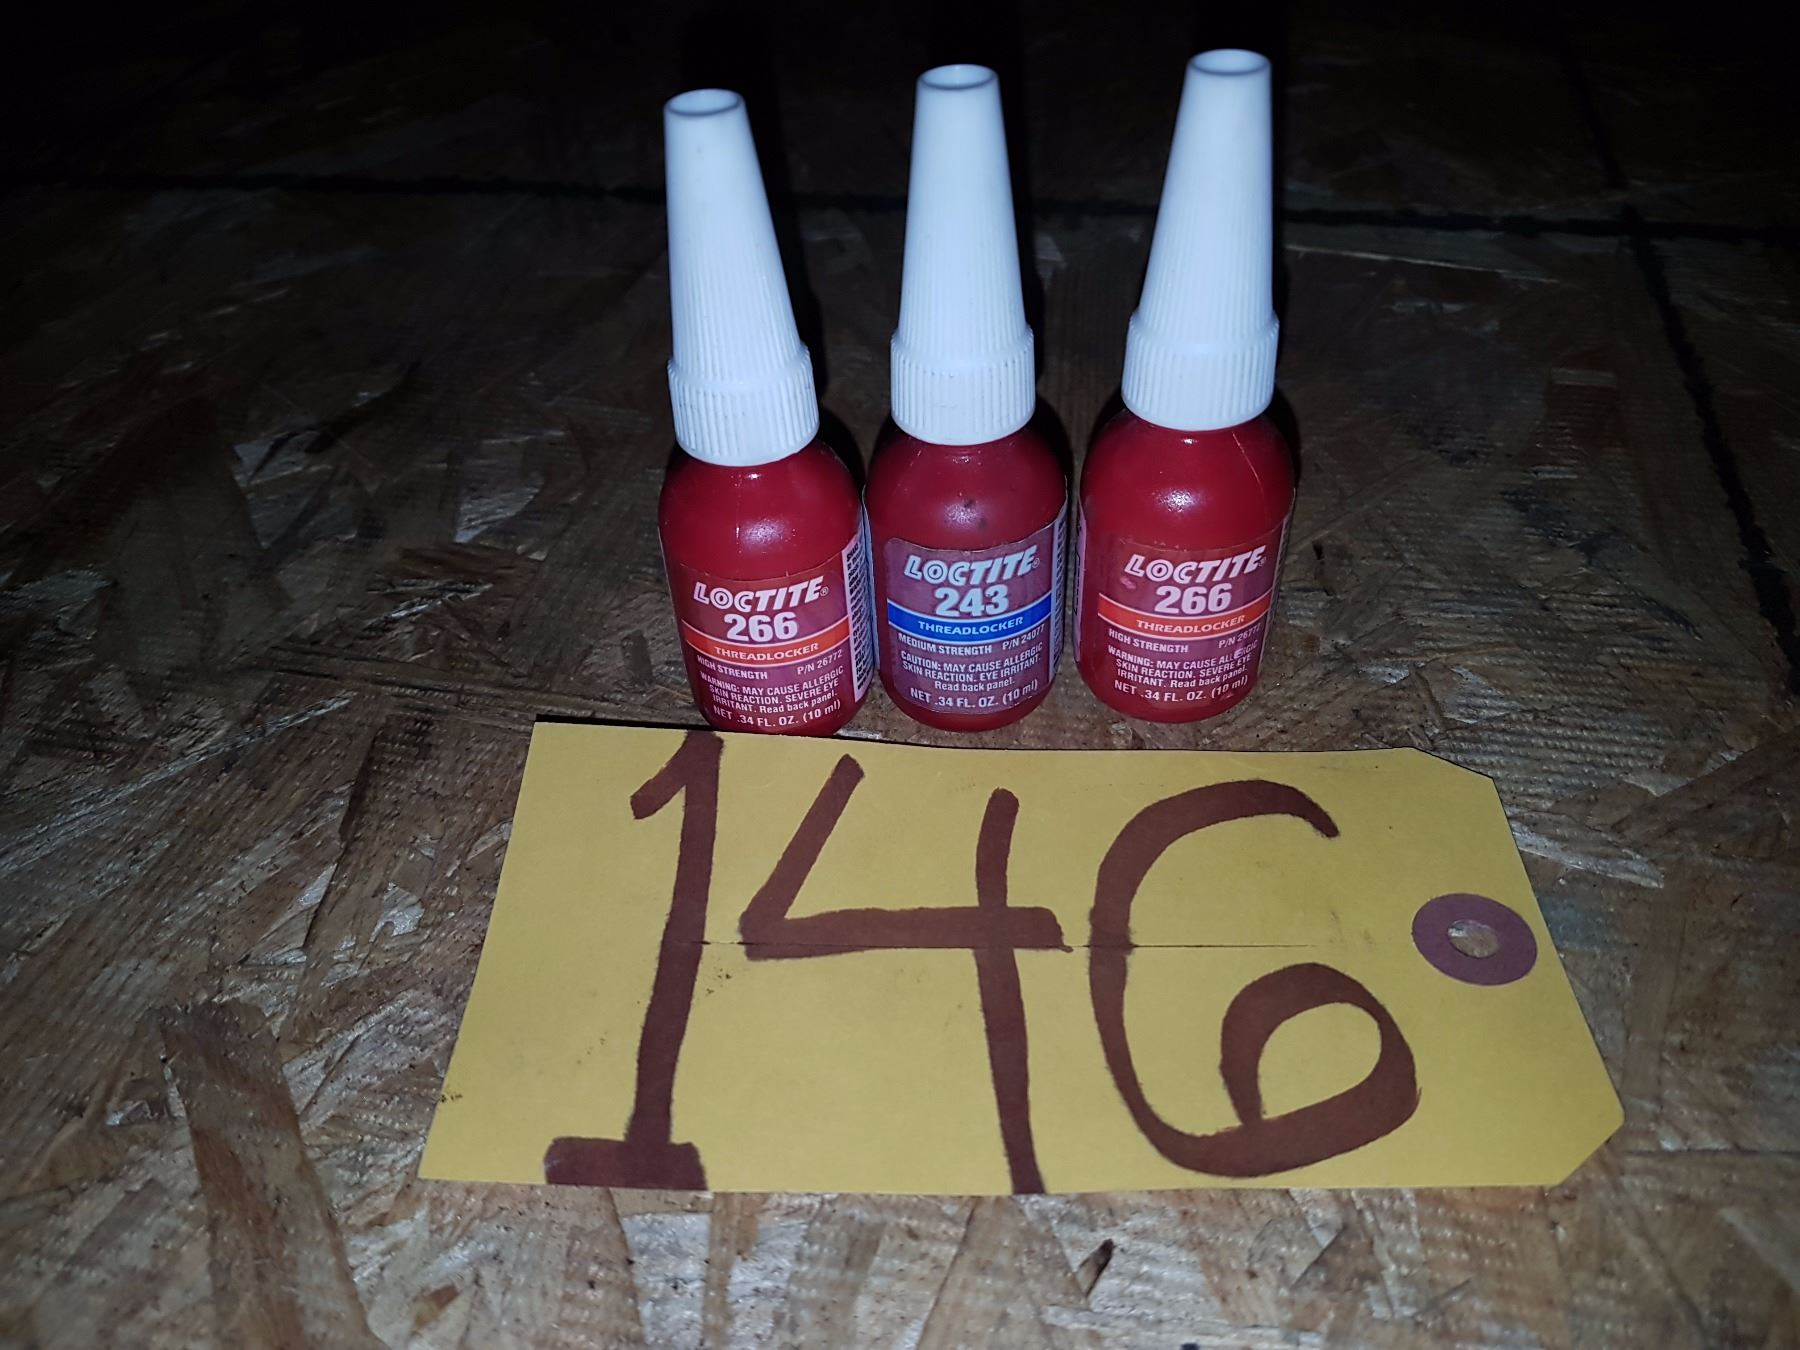 LOCTITE®
266
THREADLOCKER
HIGH STRENGTH P/N 26772
WARNING: MAY CAUSE ALLERGIC
SKIN REACTION. SEVERE EYE
IRRITANT. Read back panel.
NET .34 FL. OZ. (10 ml)
LOCTITE®
243
THREADLOCKER
MEDIUM STRENGTH P/N 24077
CAUTION: MAY CAUSE ALLERGIC
SKIN REACTION. EYE IRRITANT.
Read back panel.
NET .34 FL. OZ. (10 ml)
LOCTITE®
266
THREADLOCKER
HIGH STRENGTH P/N 26772
WARNING: MAY CAUSE ALLERGIC
SKIN REACTION. SEVERE EYE
IRRITANT. Read back panel.
NET .34 FL. OZ. (10 ml)
146